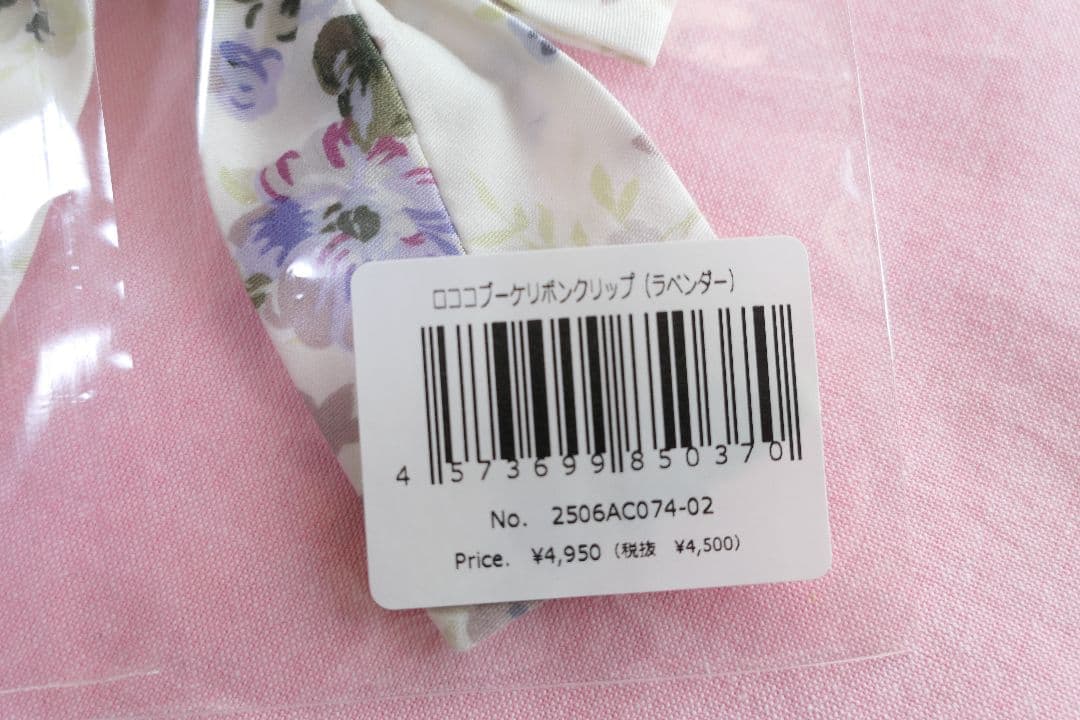 ロココブーケリボンクリップ（ラベンダー）
4 573699 850370
No. 2506AC074-02
Price. ¥4,950（税抜 ¥4,500）